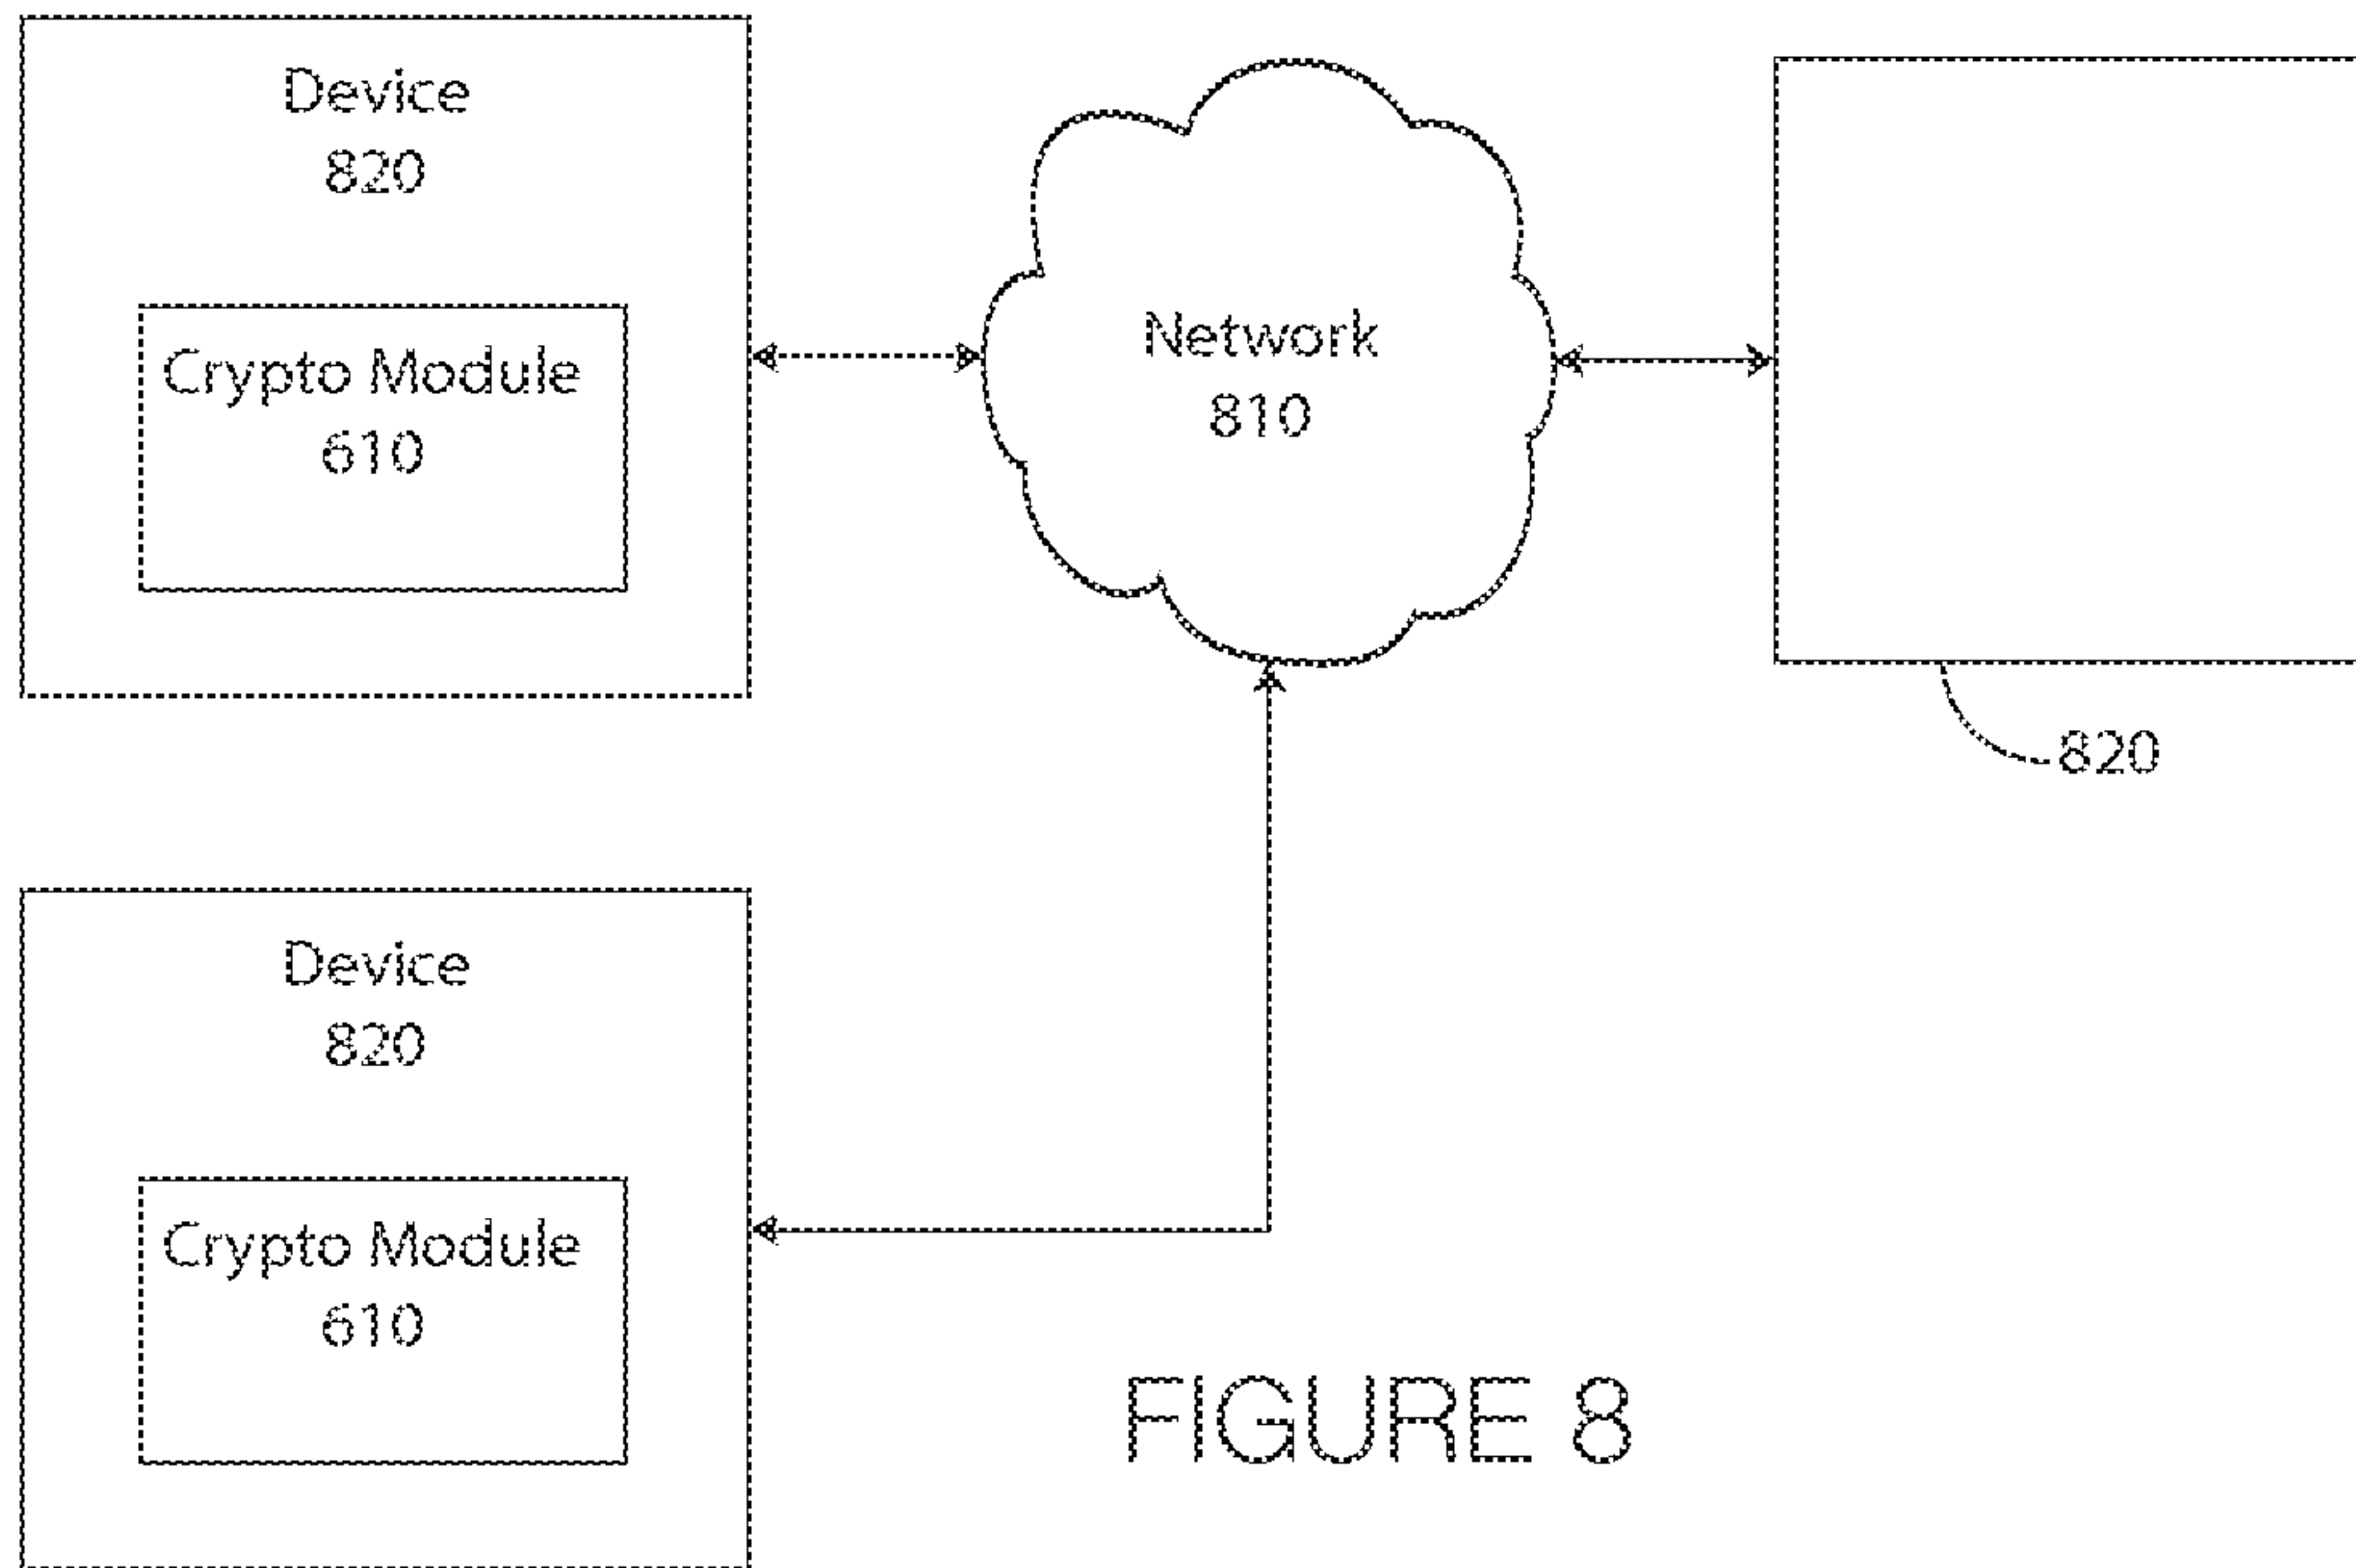 Device
820
Crypto Module
610
Network
810
820
Device
820
Crypto Module
610
FIGURE 8